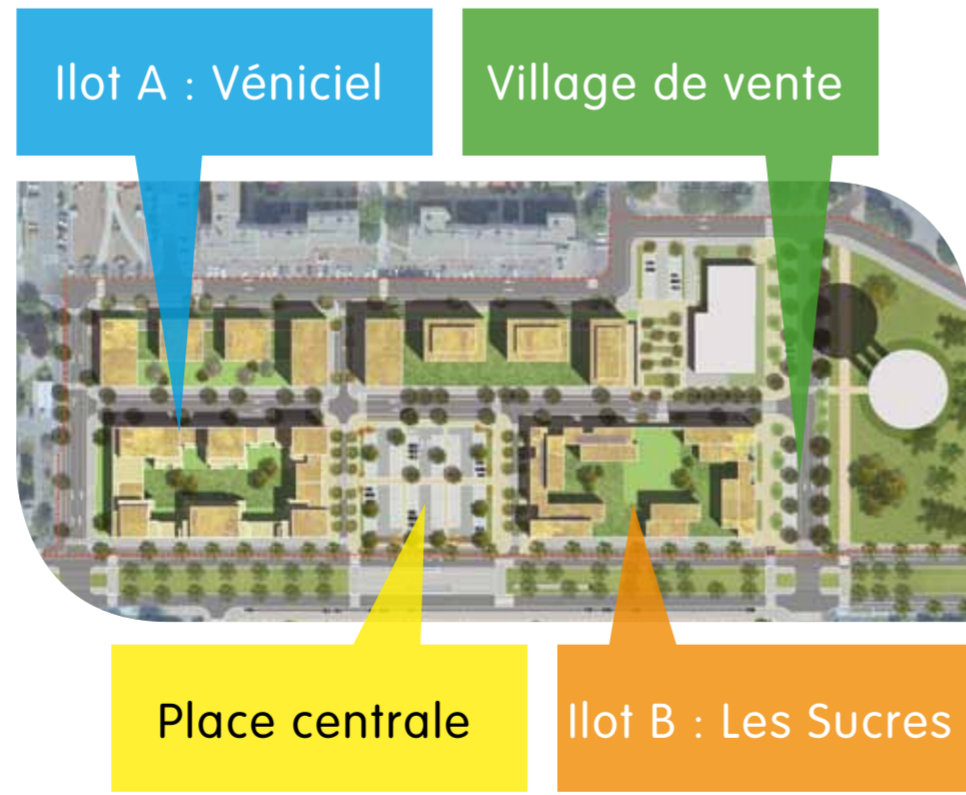 Ilot A : Véniciel
Village de vente
Place centrale
Ilot B : Les Sucres